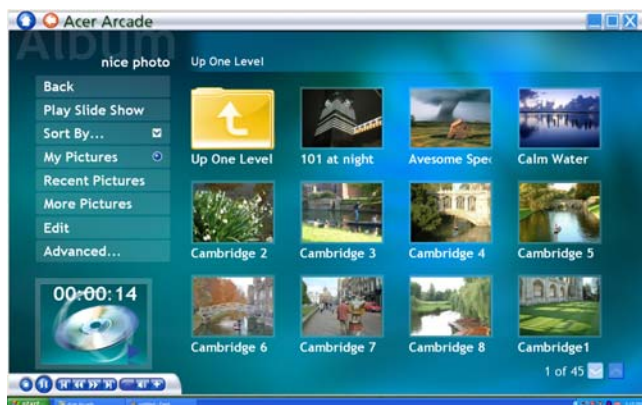 Acer Arcade
Album
nice photo
Up One Level
Back
Play Slide Show
Sort By...
My Pictures
Recent Pictures
More Pictures
Edit
Advanced...
00:00:14
Up One Level
101 at night
Avesome Spec
Calm Water
Cambridge 2
Cambridge 3
Cambridge 4
Cambridge 5
Cambridge 6
Cambridge 7
Cambridge 8
Cambridge1
1 of 45
start